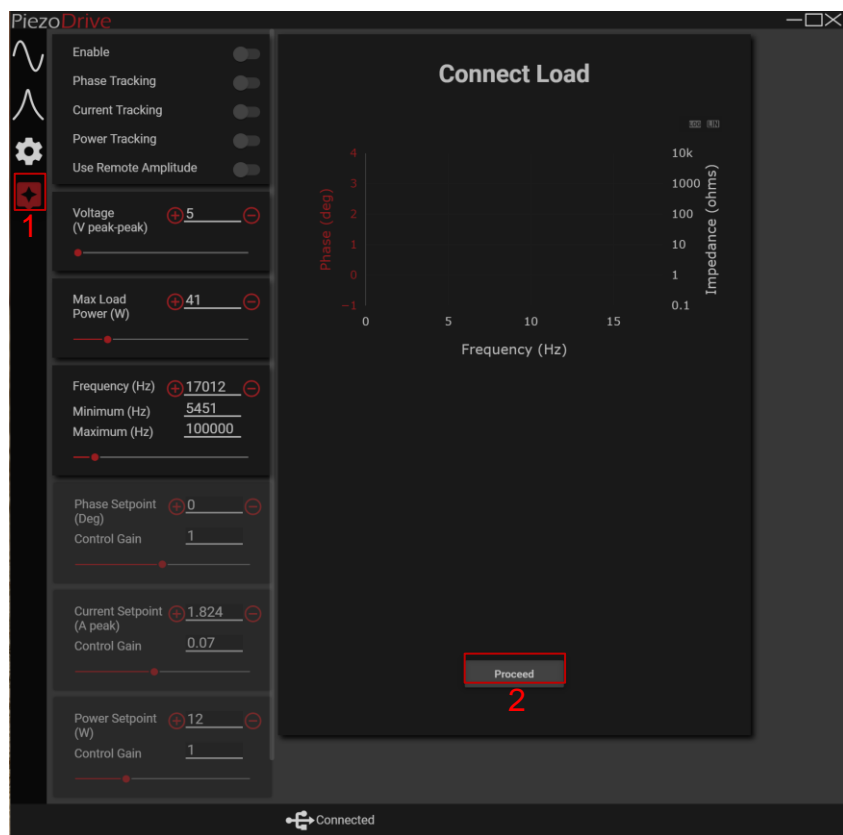 PiezoDrive
Enable
Phase Tracking
Current Tracking
Power Tracking
Use Remote Amplitude
1
Voltage
(V peak-peak)
5
Max Load
Power (W)
41
Frequency (Hz)
17012
Minimum (Hz)
5451
Maximum (Hz)
100000
Phase Setpoint
(Deg)
0
Control Gain
1
Current Setpoint
(A peak)
1.824
Control Gain
0.07
Power Setpoint
(W)
12
Control Gain
1
Connect Load
4
3
2
1
0
−1
Phase (deg)
10k
1000
100
10
1
0.1
Impedance (ohms)
0 5 10 15
Frequency (Hz)
Proceed
2
Connected